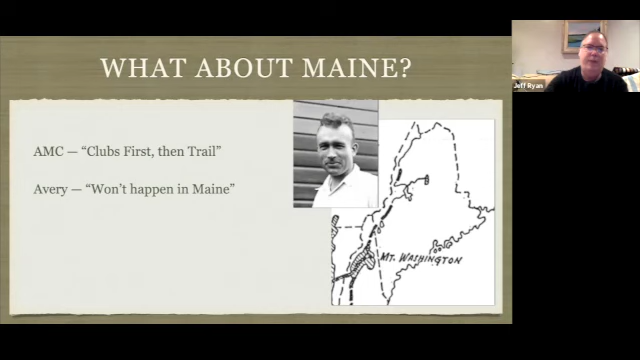 WHAT ABOUT MAINE?
AMC — “Clubs First, then Trail”
Avery — “Won’t happen in Maine”
MT. WASHINGTON
Jeff Ryan